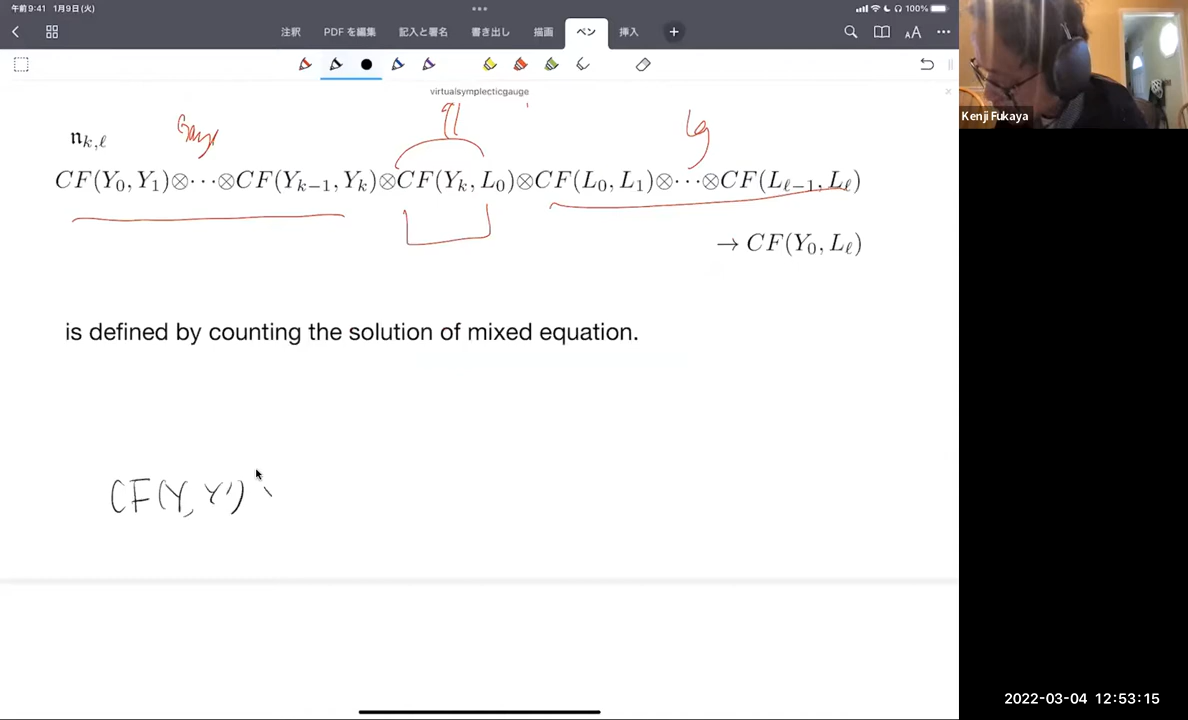 午前9:41 1月9日(火)
100%
注釈 PDF を編集 記入と署名 書き出し 描画 ペン 挿入
virtualsymplecticgauge
Kenji Fukaya
𝔫_{k,ℓ}
Gauge
CF(Y_0, Y_1)⊗···⊗CF(Y_{k−1}, Y_k)⊗CF(Y_k, L_0)⊗CF(L_0, L_1)⊗···⊗CF(L_{ℓ−1}, L_ℓ)
→ CF(Y_0, L_ℓ)
is defined by counting the solution of mixed equation.
CF(Y, Y')
2022-03-04 12:53:15